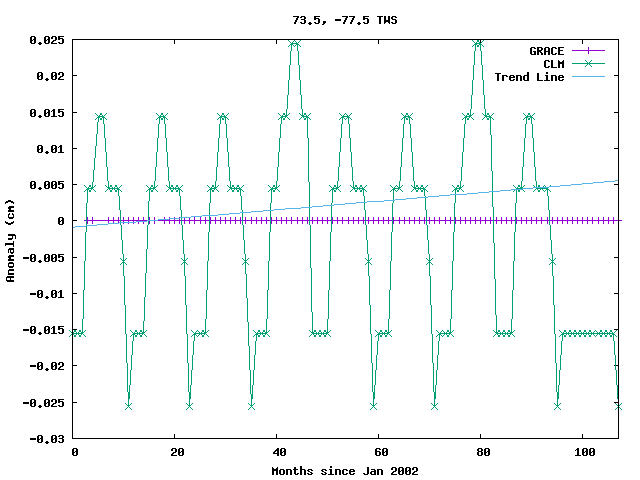 73.5, -77.5 TWS
GRACE
CLM
Trend Line
0.025
0.02
0.015
0.01
0.005
0
-0.005
-0.01
-0.015
-0.02
-0.025
-0.03
Anomaly (cm)
0 20 40 60 80 100
Months since Jan 2002